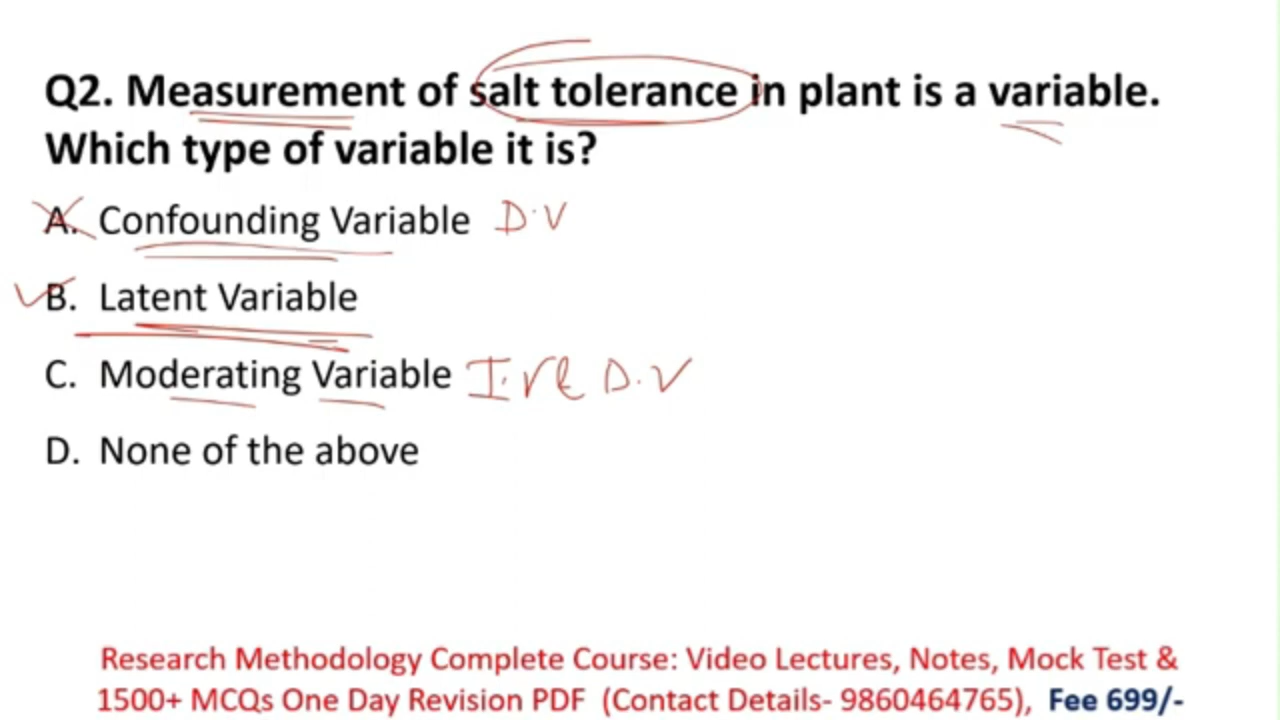 Q2. Measurement of salt tolerance in plant is a variable.
Which type of variable it is?
A. Confounding Variable D.V
B. Latent Variable
C. Moderating Variable I.V & D.V
D. None of the above
Research Methodology Complete Course: Video Lectures, Notes, Mock Test &
1500+ MCQs One Day Revision PDF (Contact Details- 9860464765), Fee 699/-